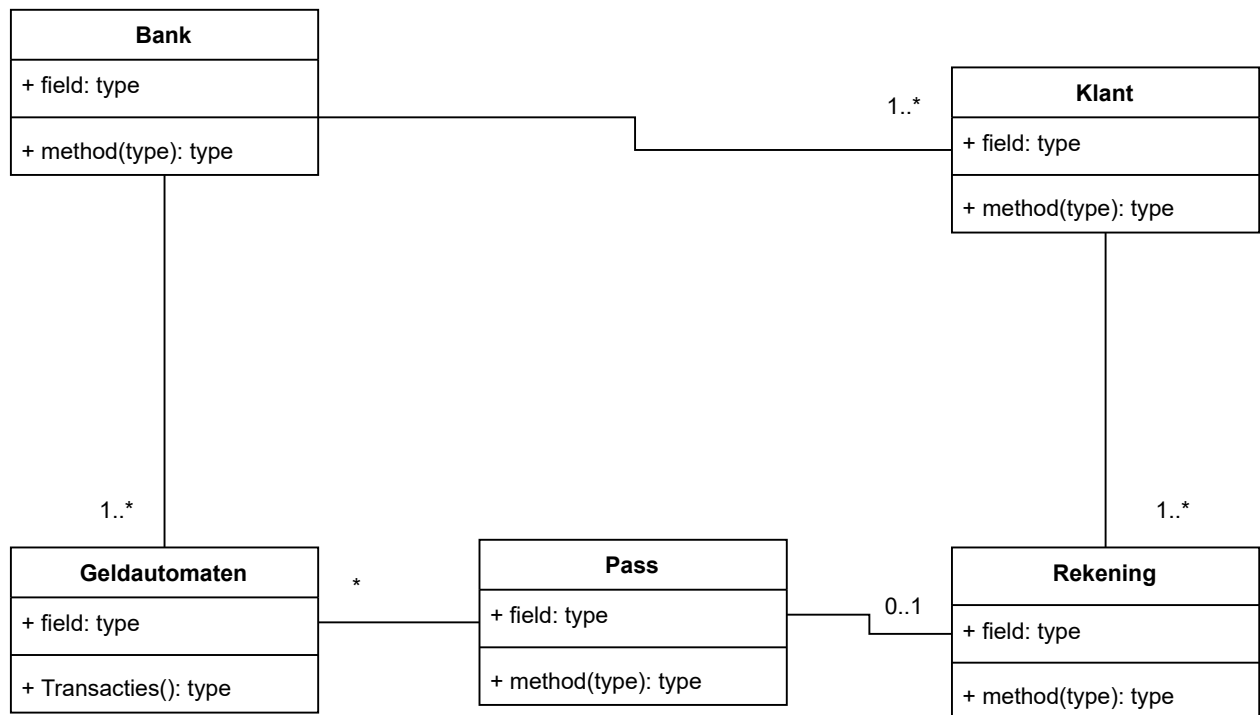 Bank
+ field: type
+ method(type): type
1..*
Klant
+ field: type
+ method(type): type
1..*
1..*
Geldautomaten
+ field: type
+ Transacties(): type
*
Pass
+ field: type
+ method(type): type
0..1
Rekening
+ field: type
+ method(type): type